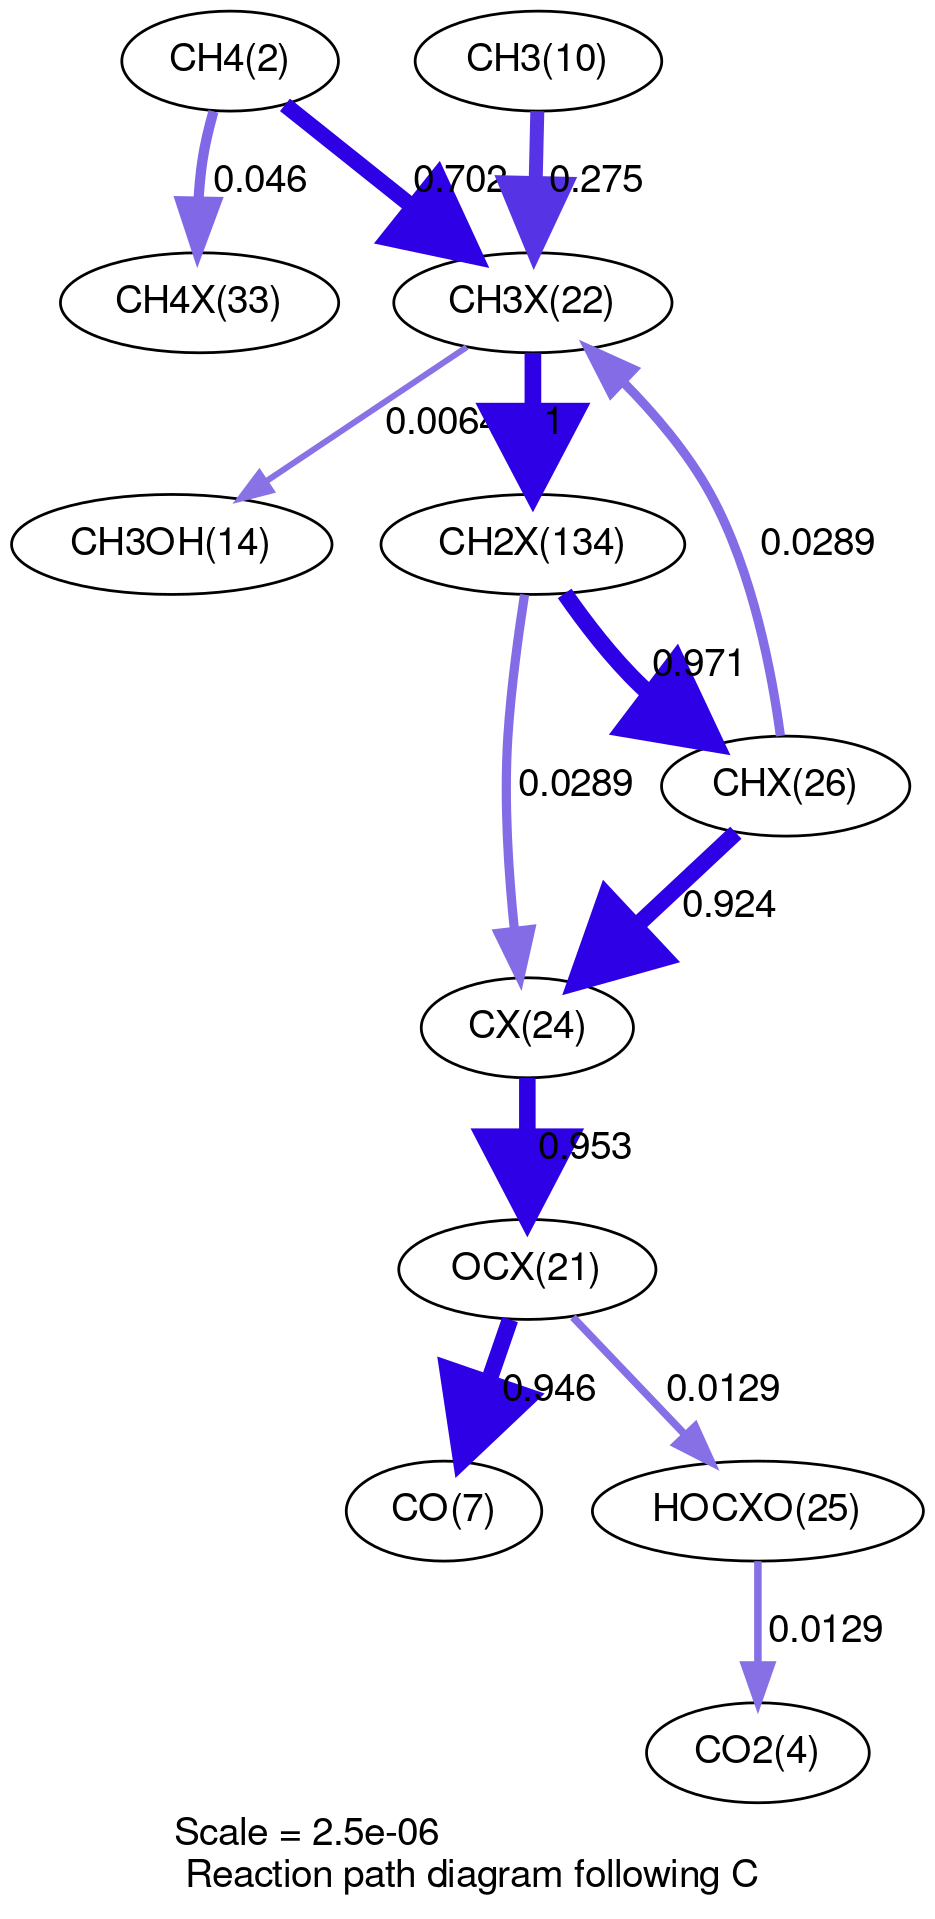 CH4(2)
CH3(10)
0.046
0.702
0.275
CH4X(33)
CH3X(22)
1
CH3OH(14)
CH2X(134)
0.0289
0.971
0.0289
CHX(26)
0.924
CX(24)
0.953
OCX(21)
0.946
0.0129
CO(7)
HOCXO(25)
0.0129
CO2(4)
Scale = 2.5e-06
Reaction path diagram following C